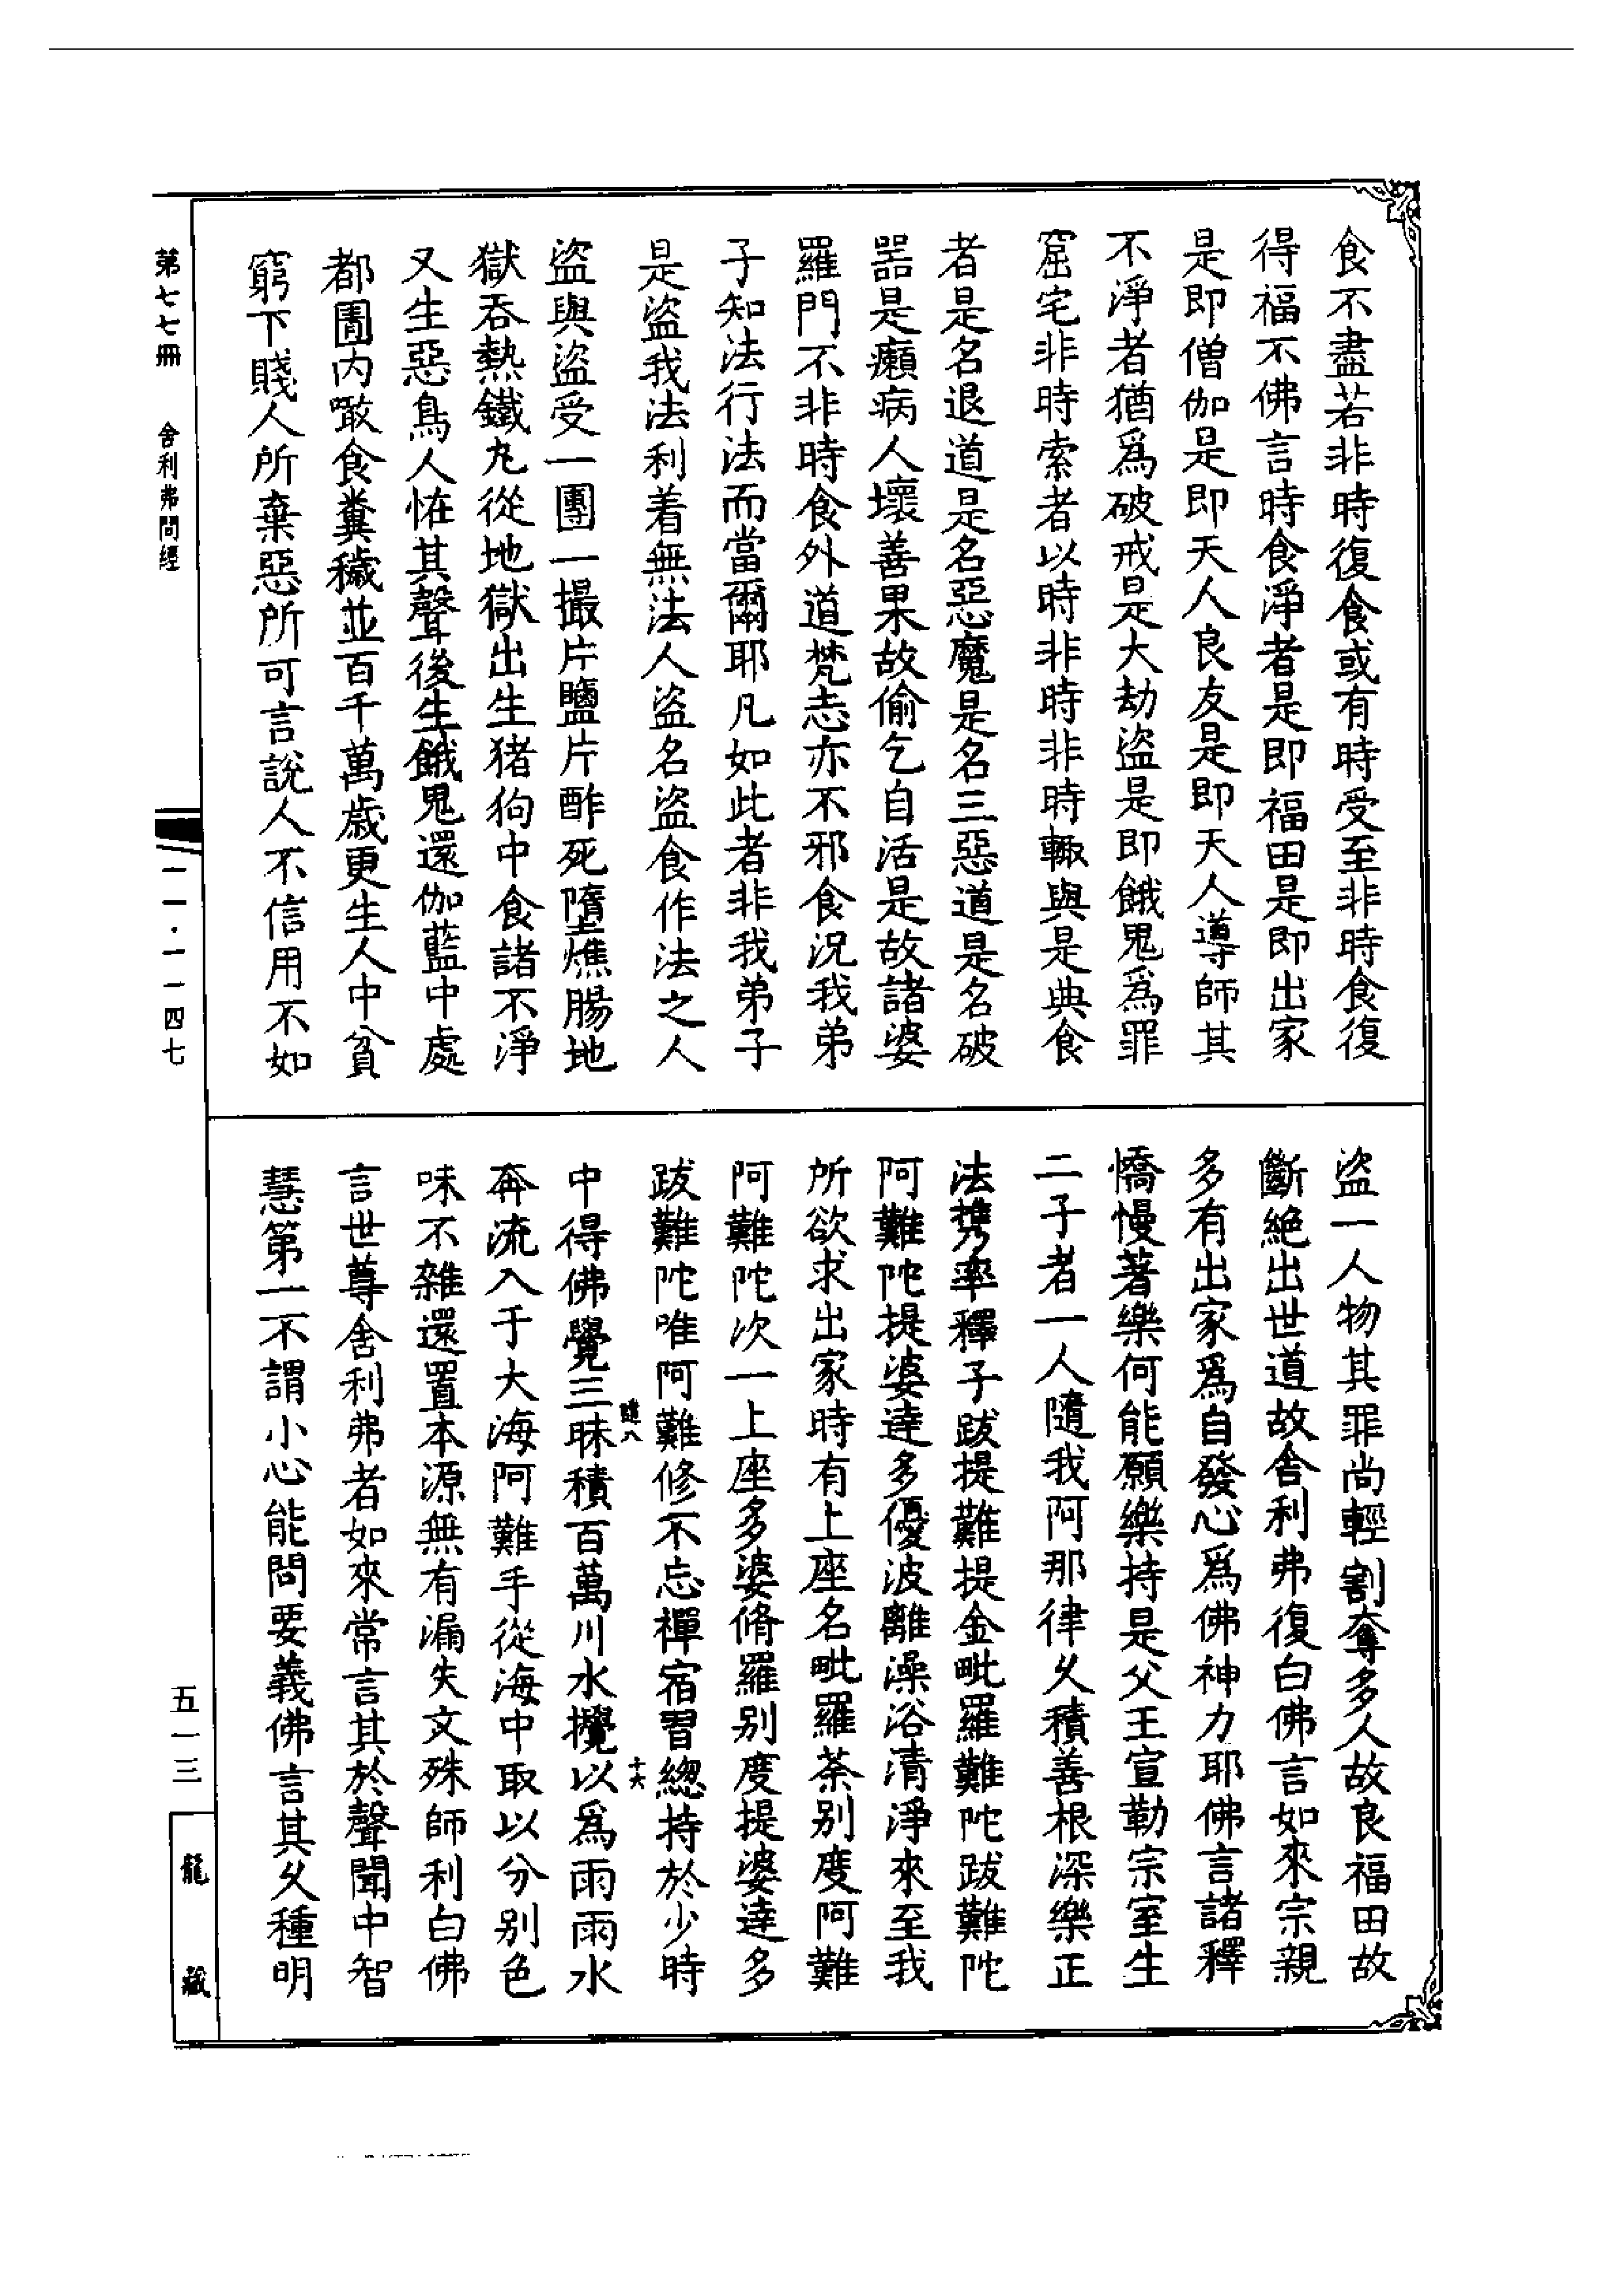 食不盡若非時復食或有時受至非時食復
得福不佛言時食淨者是即福田是即出家
是即僧伽是即天人良友是即天人導師其
不淨者猶爲破戒是大劫盜是即餓鬼爲罪
窟宅非時索者以時非時非時輙與是典食
者是名退道是名惡魔是名三惡道是名破
噐是癩病人壞善果故偷乞自活是故諸婆
羅門不非時食外道梵志亦不邪食況我弟
子知法行法而當爾耶凡如此者非我弟子
是盜我法利着無法人盜名盜食作法之人
盜與盜受一團一撮片鹽片酢死墮燋腸地
獄吞熱鐵丸從地獄出生猪狗中食諸不淨
又生惡鳥人恠其聲後生餓鬼還伽藍中處
都圊内噉食糞穢並百千萬歲更生人中貧
窮下賤人所棄惡所可言說人不信用不如
盜一人物其罪尚輕割奪多人故良福田故
斷絕出世道故舍利弗復白佛言如來宗親
多有出家爲自發心爲佛神力耶佛言諸釋
憍慢著樂何能願樂持是父王宣勒宗室生
二子者一人隨我阿那律久積善根深樂正
法携率釋子跋提難提金毗羅難陀跋難陀
阿難陀提婆達多優波離澡浴清淨來至我
所欲求出家時有上座名毗羅茶別度阿難
阿難陀次一上座多婆脩羅別度提婆達多
跋難陀唯阿難修不忘禪宿習總持於少時
隨八
十六
中得佛覺三昧積百萬川水攪以爲雨雨水
奔流入于大海阿難手從海中取以分別色
味不雜還置本源無有漏失文殊師利白佛
言世尊舍利弗者如來常言其於聲聞中智
慧第一不謂小心能問要義佛言其久種明
第七七冊
舍利弗問經
一一·一一四七
五一三
龍藏